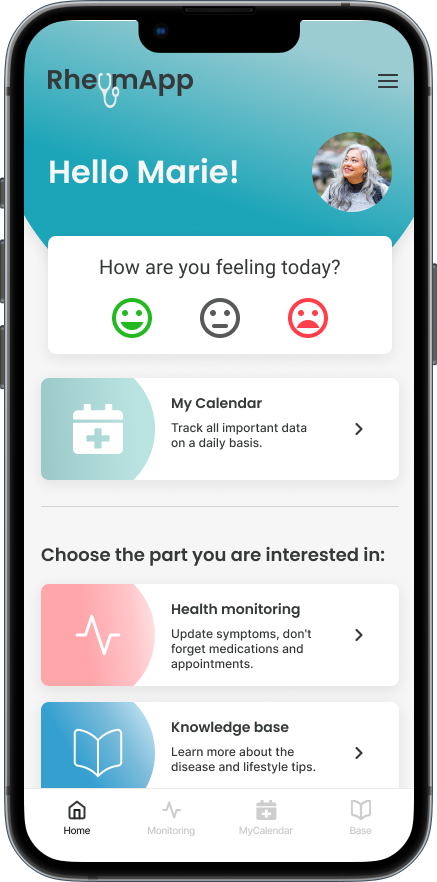 RheumApp
Hello Marie!
How are you feeling today?
My Calendar
Track all important data
on a daily basis.
Choose the part you are interested in:
Health monitoring
Update symptoms, don't
forget medications and
appointments.
Knowledge base
Learn more about the
disease and lifestyle tips.
Home Monitoring MyCalendar Base